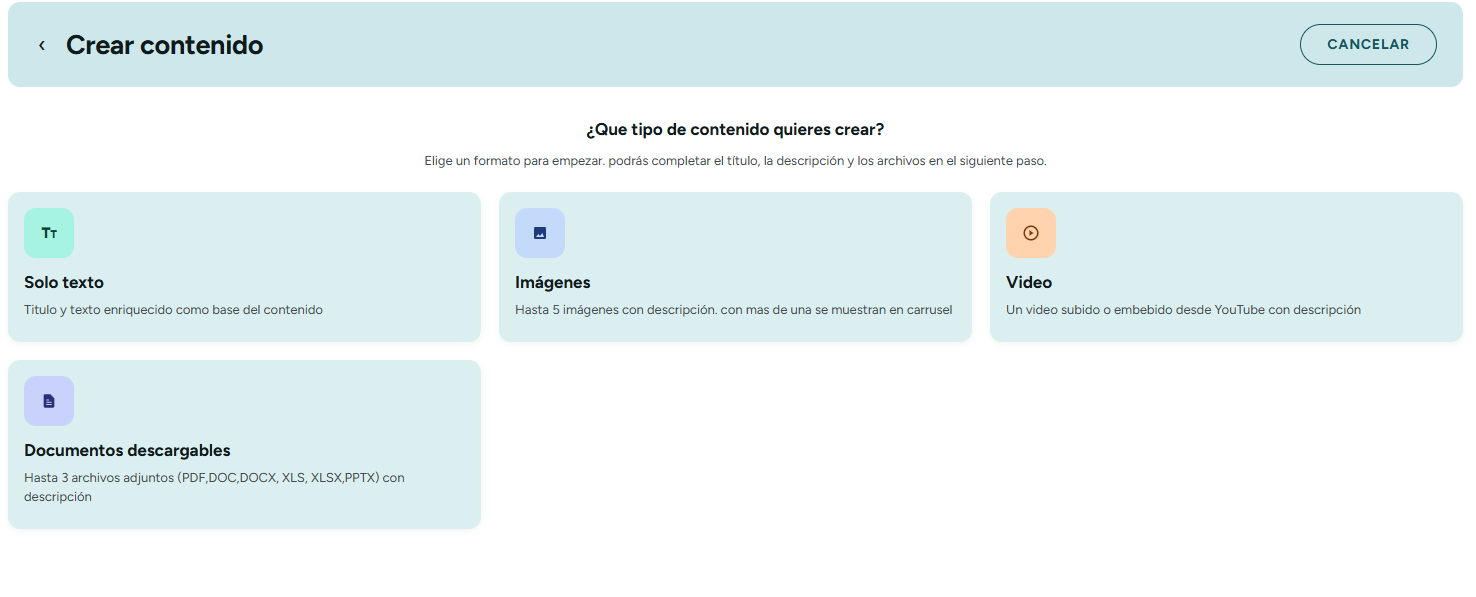 ‹ Crear contenido
CANCELAR
¿Que tipo de contenido quieres crear?
Elige un formato para empezar. podrás completar el título, la descripción y los archivos en el siguiente paso.
Tt
Solo texto
Titulo y texto enriquecido como base del contenido
Imágenes
Hasta 5 imágenes con descripción. con mas de una se muestran en carrusel
Video
Un video subido o embebido desde YouTube con descripción
Documentos descargables
Hasta 3 archivos adjuntos (PDF,DOC,DOCX, XLS, XLSX,PPTX) con
descripción